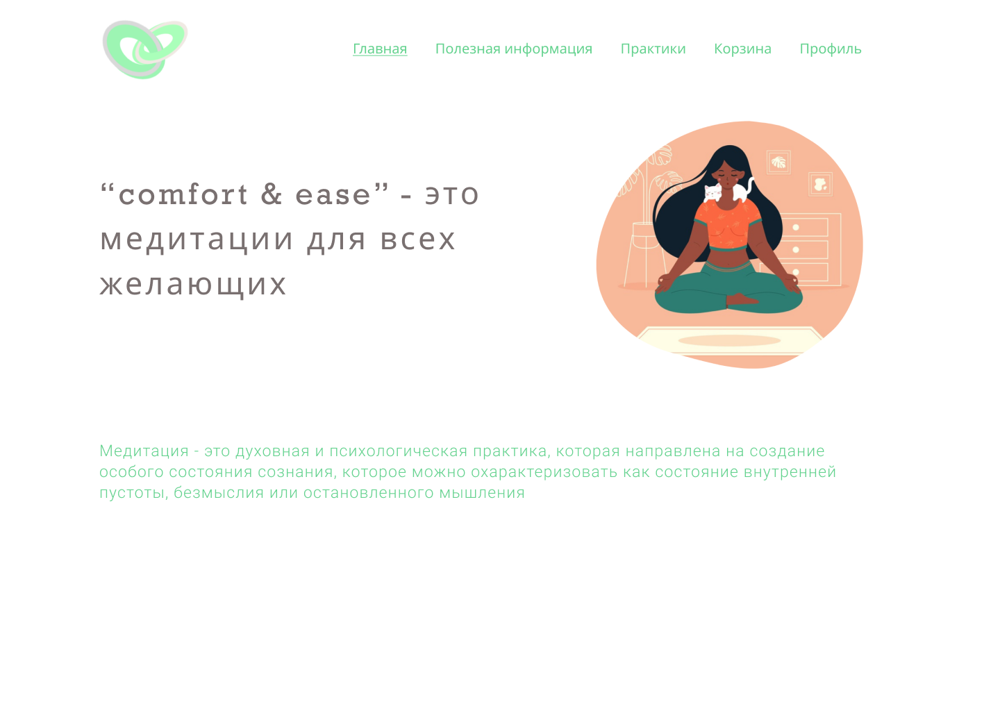 Главная Полезная информация Практики Корзина Профиль
“comfort & ease” - это
медитации для всех
желающих
Медитация - это духовная и психологическая практика, которая направлена на создание
особого состояния сознания, которое можно охарактеризовать как состояние внутренней
пустоты, безмыслия или остановленного мышления